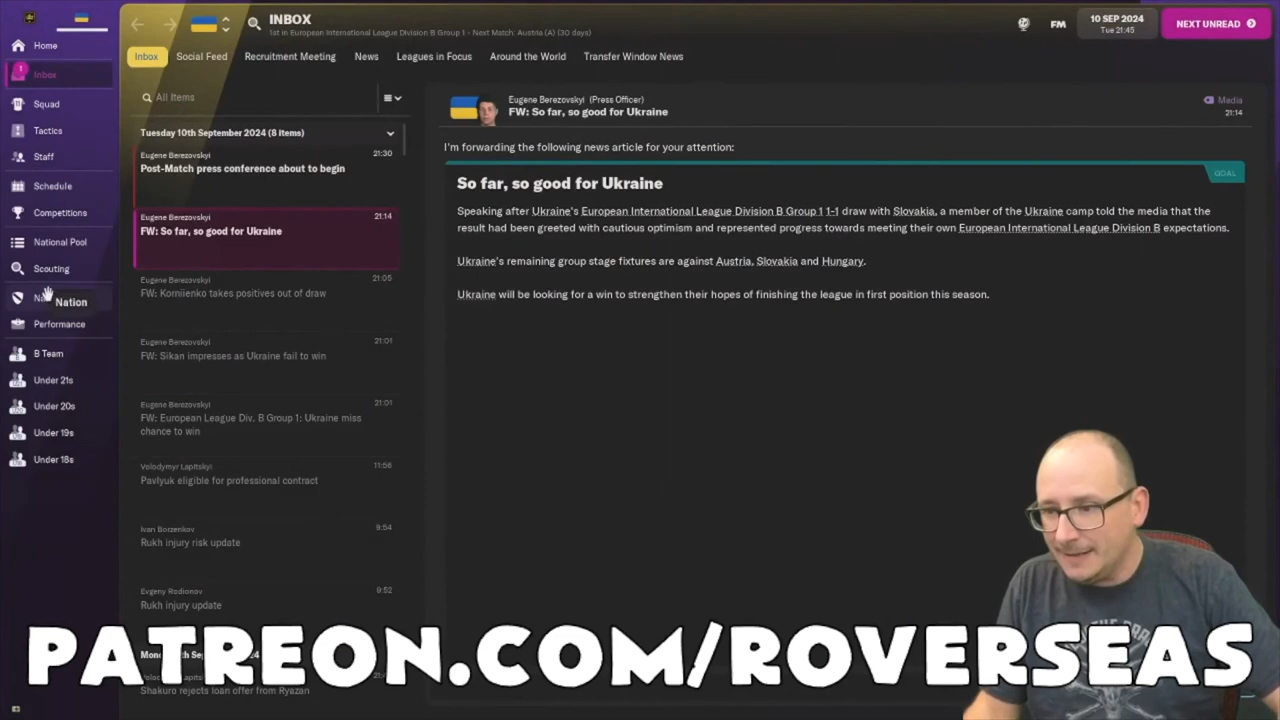 INBOX
1st in European International League Division B Group 1 - Next Match: Austria (A) (30 days)
FM
10 SEP 2024
Tue 21:45
NEXT UNREAD
Home
1
Inbox
Squad
Tactics
Staff
Schedule
Competitions
National Pool
Scouting
Nation
Performance
B Team
Under 21s
Under 20s
Under 19s
Under 18s
Inbox
Social Feed
Recruitment Meeting
News
Leagues in Focus
Around the World
Transfer Window News
All Items
Tuesday 10th September 2024 (8 Items)
Eugene Berezovskyi 21:30
Post-Match press conference about to begin
Eugene Berezovskyi 21:14
FW: So far, so good for Ukraine
Eugene Berezovskyi 21:05
FW: Korniienko takes positives out of draw
Eugene Berezovskyi 21:01
FW: Sikan impresses as Ukraine fail to win
Eugene Berezovskyi 21:01
FW: European League Div. B Group 1: Ukraine miss
chance to win
Volodymyr Lapitskyi 11:56
Pavlyuk eligible for professional contract
Ivan Borzenkov 9:54
Rukh injury risk update
Evgeny Rodionov 9:52
Rukh injury update
Shakuro rejects loan offer from Ryazan
Eugene Berezovskyi (Press Officer)
FW: So far, so good for Ukraine
Media
21:14
I'm forwarding the following news article for your attention:
GOAL
So far, so good for Ukraine
Speaking after Ukraine's European International League Division B Group 1 1-1 draw with Slovakia, a member of the Ukraine camp told the media that the
result had been greeted with cautious optimism and represented progress towards meeting their own European International League Division B expectations.
Ukraine's remaining group stage fixtures are against Austria, Slovakia and Hungary.
Ukraine will be looking for a win to strengthen their hopes of finishing the league in first position this season.
PATREON.COM/ROVERSEAS